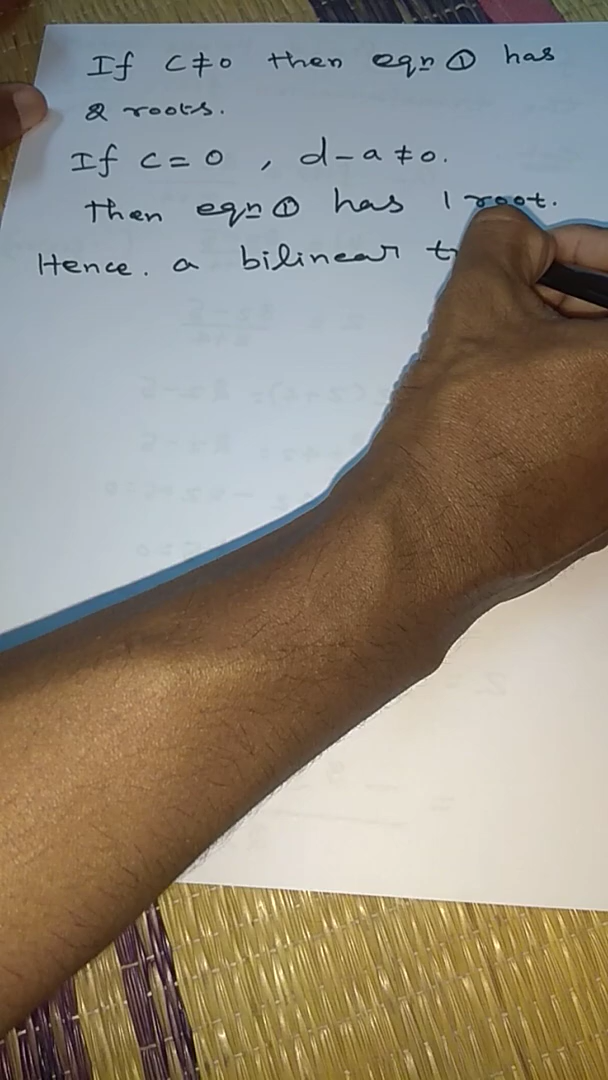 If c≠0 then eqn ① has
2 roots.
If c=0 , d-a≠0.
Then eqn ① has 1 root.
Hence. a bilinear